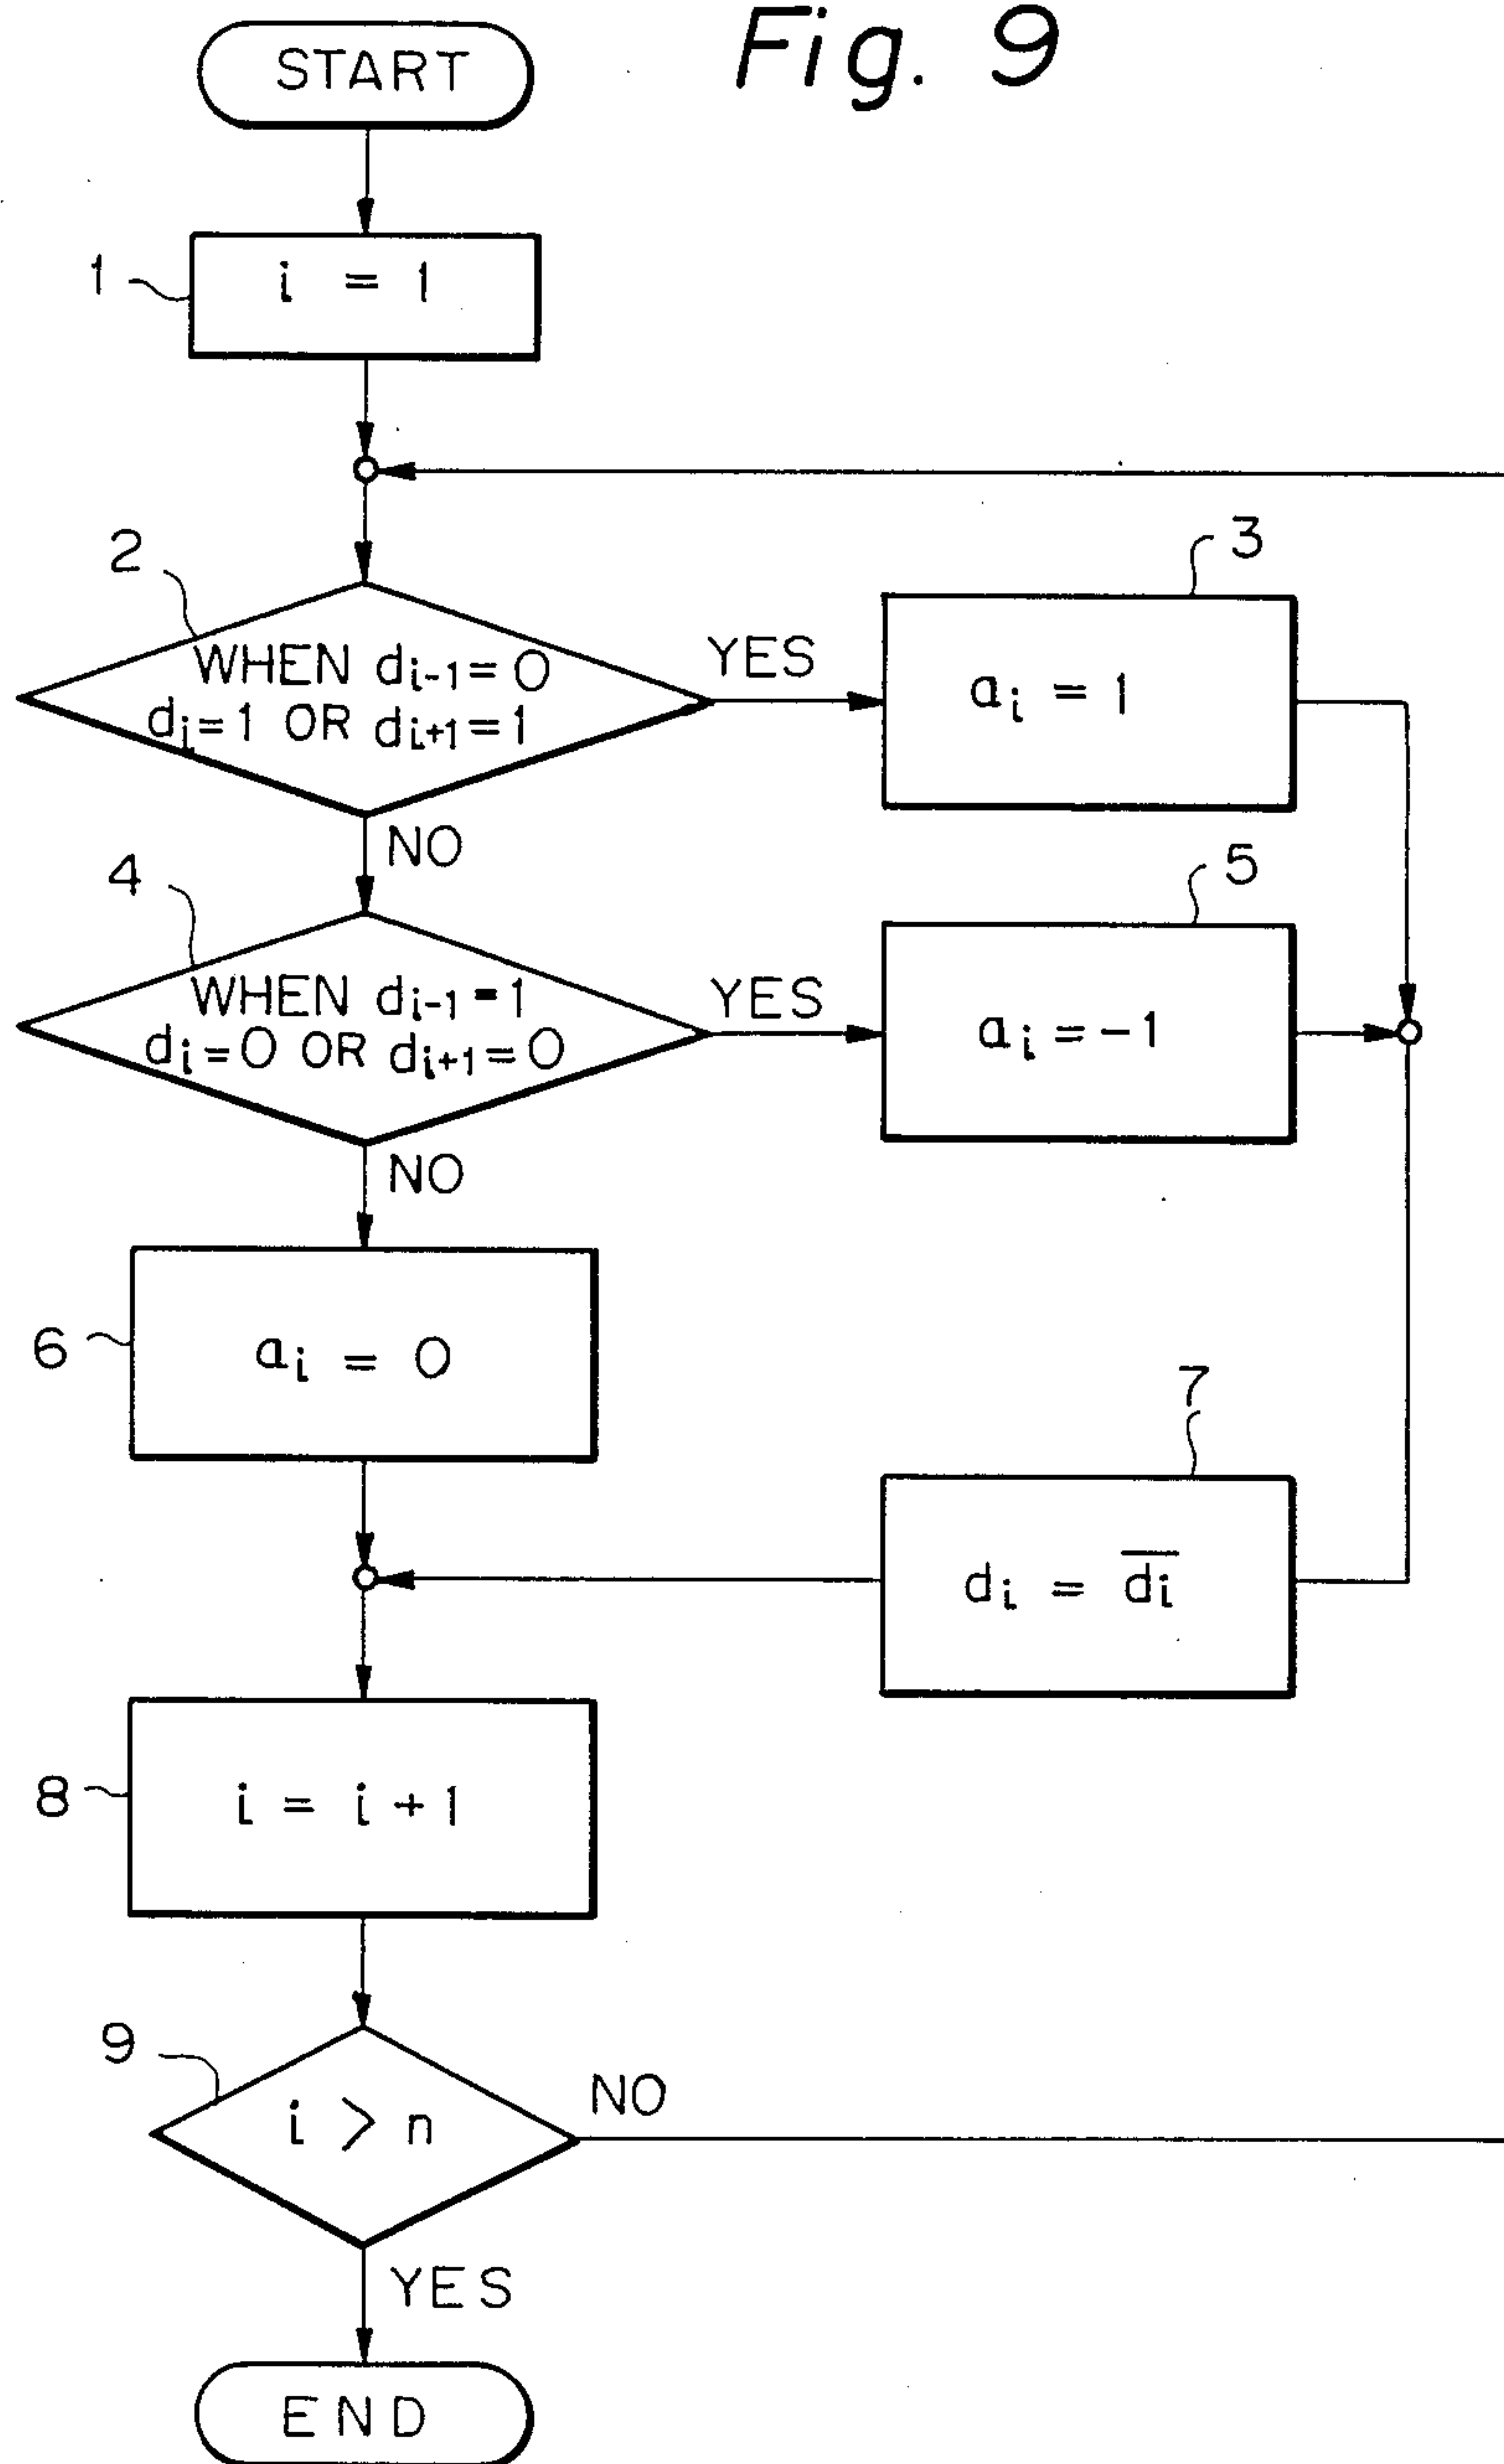 Fig. 9
START
1
i = 1
2
WHEN di-1=0
di=1 OR di+1=1
YES
3
ai = 1
NO
4
WHEN di-1=1
di=0 OR di+1=0
YES
5
ai=-1
NO
6
ai = 0
7
di = d̅i̅
8
i = i+1
9
i > n
NO
YES
END